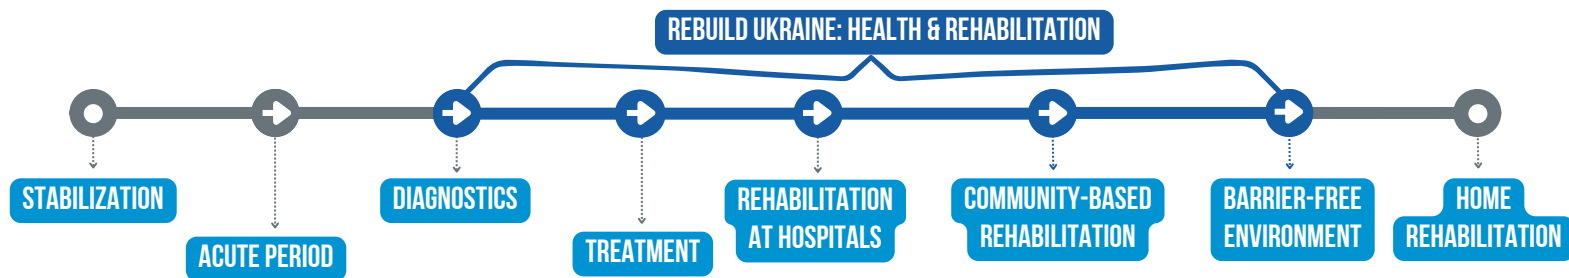 REBUILD UKRAINE: HEALTH & REHABILITATION
STABILIZATION
ACUTE PERIOD
DIAGNOSTICS
TREATMENT
REHABILITATION
AT HOSPITALS
COMMUNITY-BASED
REHABILITATION
BARRIER-FREE
ENVIRONMENT
HOME
REHABILITATION